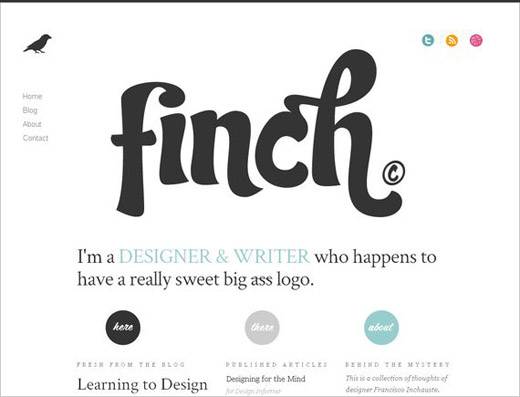 Home
Blog
About
Contact
finch ©
I'm a DESIGNER & WRITER who happens to
have a really sweet big ass logo.
here
there
about
FRESH FROM THE BLOG
PUBLISHED ARTICLES
BEHIND THE MYSTERY
Learning to Design
Designing for the Mind
for Design Informer
This is a collection of thoughts of
designer Francisco Inchauste.